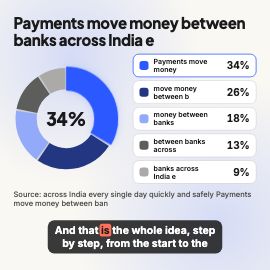 Payments move money between
banks across India e
34%
Payments move
money
34%
move money
between b
26%
money between
banks
18%
between banks
across
13%
banks across
India e
9%
Source: across India every single day quickly and safely Payments
move money between ban
And that is the whole idea, step
by step, from the start to the